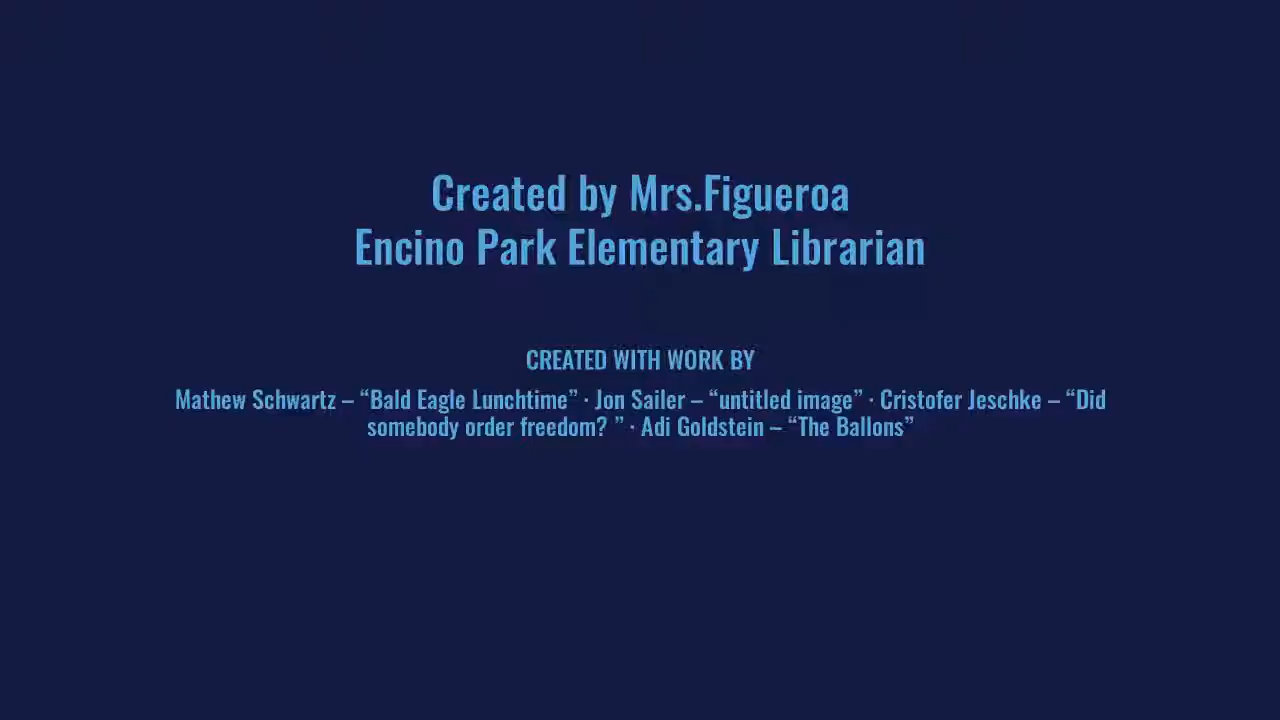 Created by Mrs.Figueroa
Encino Park Elementary Librarian
CREATED WITH WORK BY
Mathew Schwartz – “Bald Eagle Lunchtime” · Jon Sailer – “untitled image” · Cristofer Jeschke – “Did
somebody order freedom? ” · Adi Goldstein – “The Ballons”